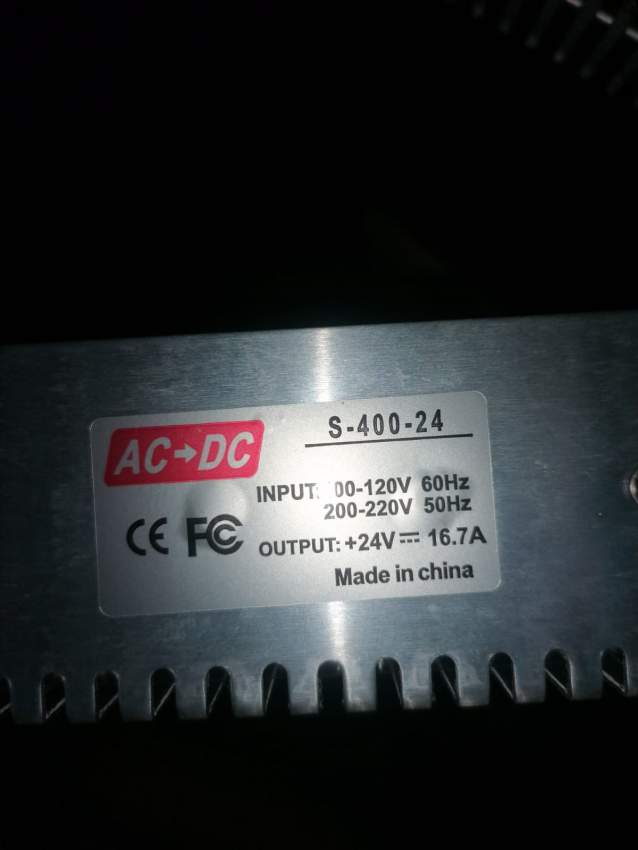 AC→DC
S-400-24
INPUT: 00-120V 60Hz
200-220V 50Hz
CE FC
OUTPUT: +24V⎓ 16.7A
Made in china